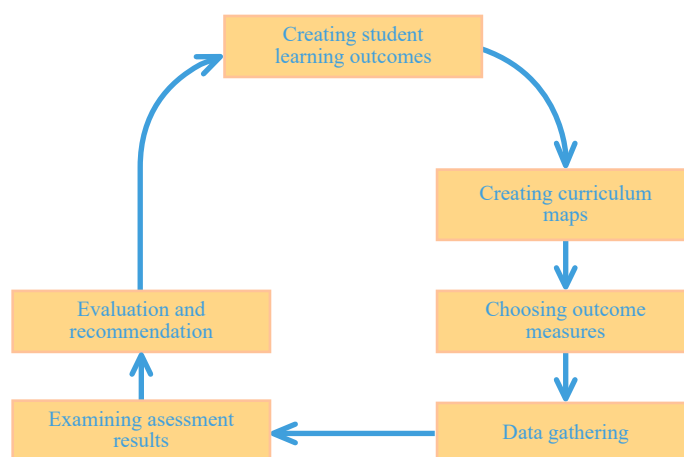 Creating student
learning outcomes
Creating curriculum
maps
Choosing outcome
measures
Data gathering
Examining asessment
results
Evaluation and
recommendation